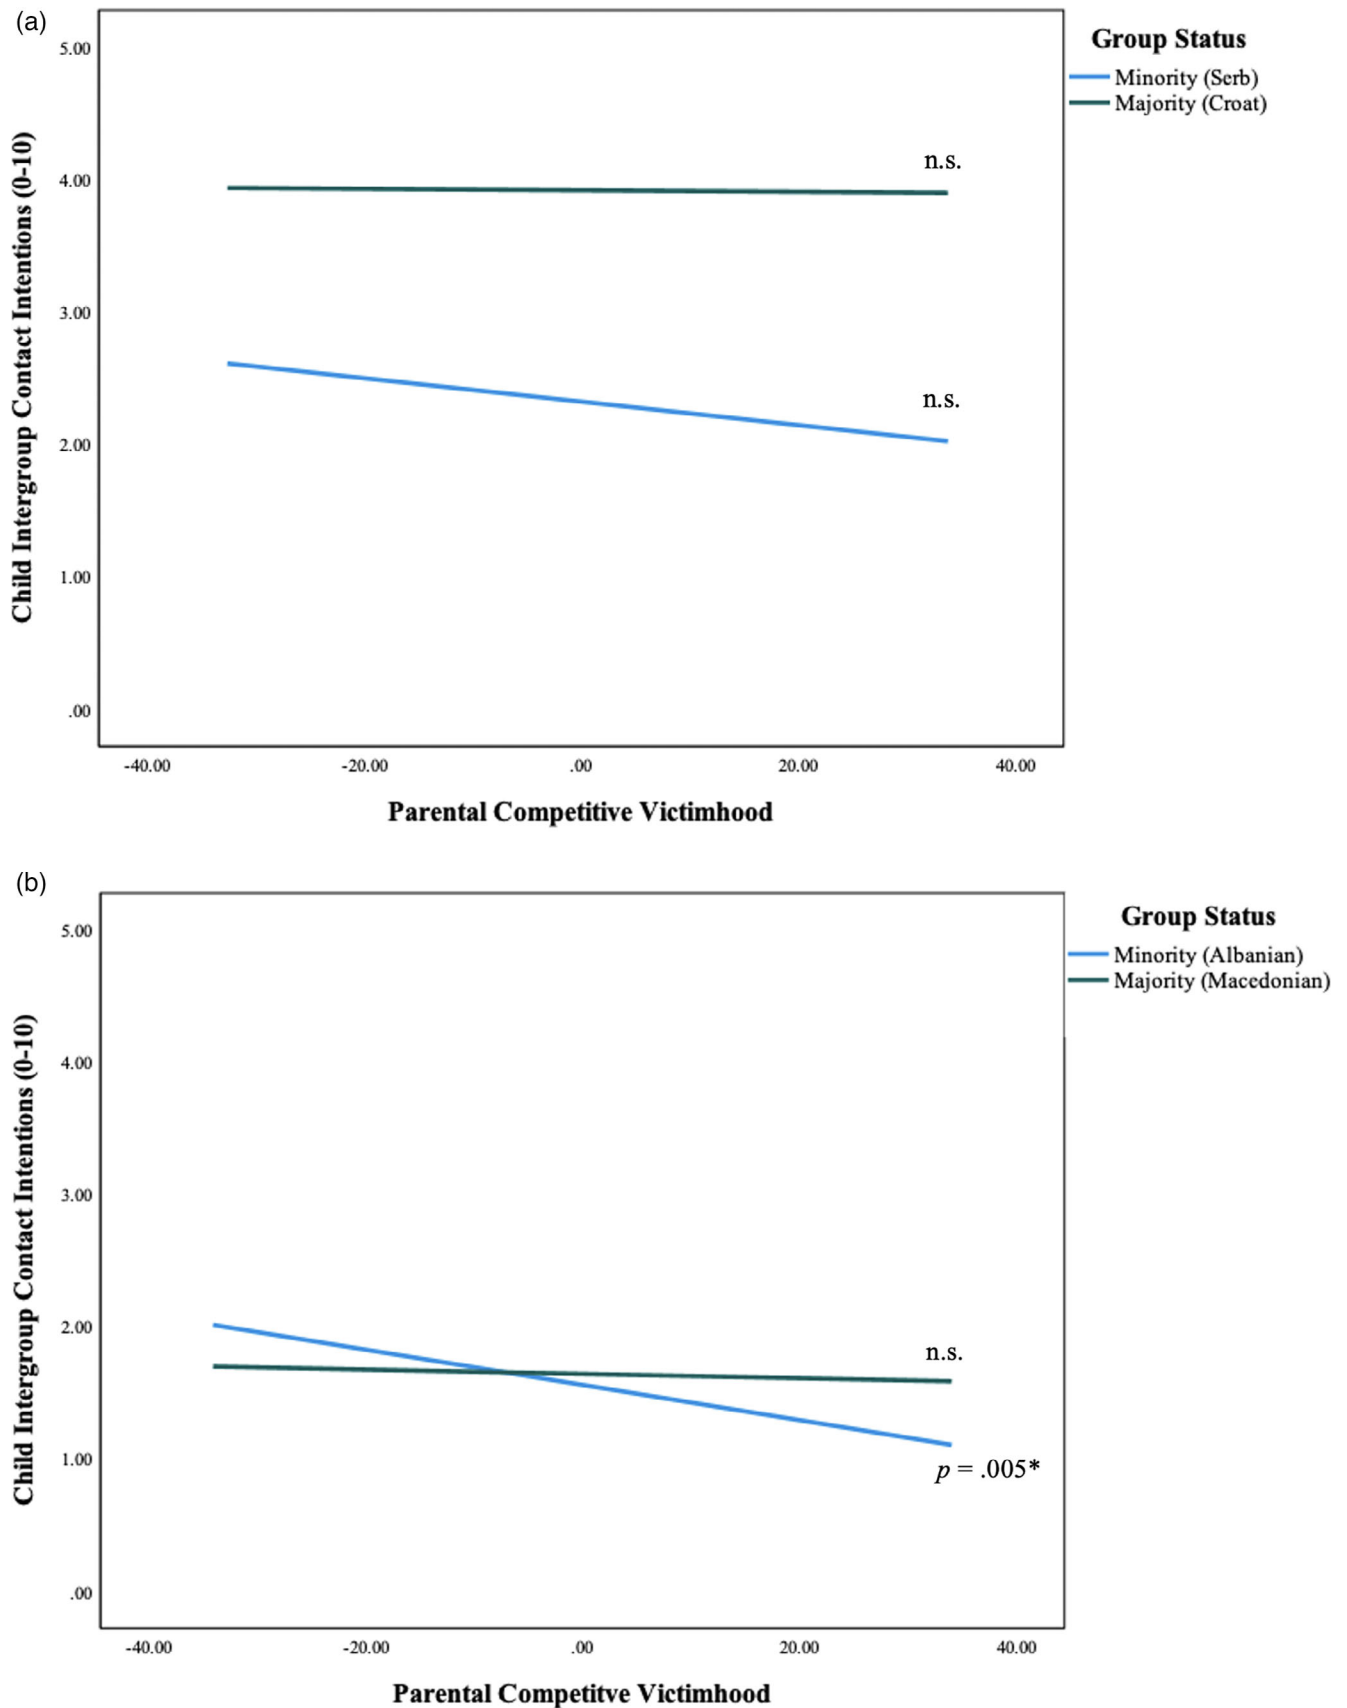 (a)
Group Status
Minority (Serb)
Majority (Croat)
Child Intergroup Contact Intentions (0-10)
5.00
4.00
3.00
2.00
1.00
.00
n.s.
n.s.
-40.00 -20.00 .00 20.00 40.00
Parental Competitive Victimhood
(b)
Group Status
Minority (Albanian)
Majority (Macedonian)
Child Intergroup Contact Intentions (0-10)
5.00
4.00
3.00
2.00
1.00
.00
n.s.
p = .005*
-40.00 -20.00 .00 20.00 40.00
Parental Competitve Victimhood